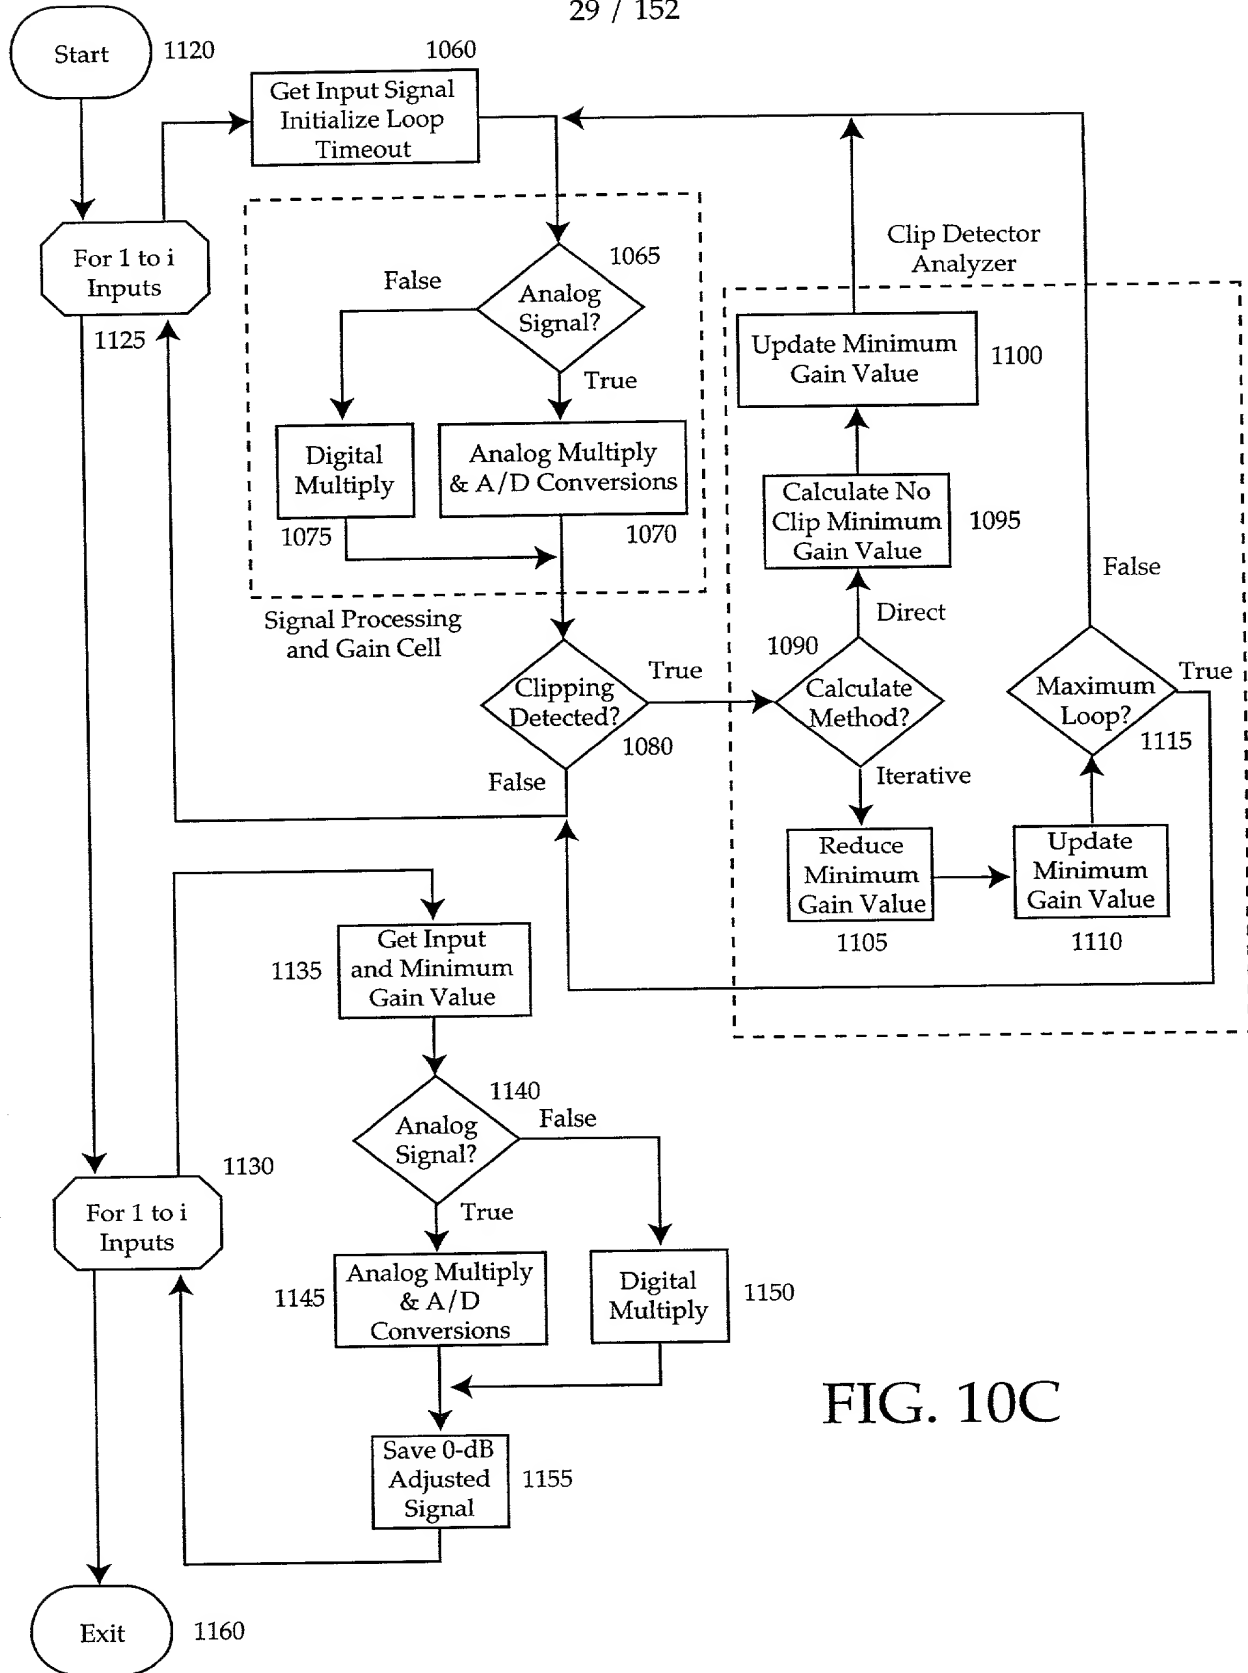 29 / 152
Start
1120
1060
Get Input Signal
Initialize Loop
Timeout
For 1 to i
Inputs
1125
Clip Detector
Analyzer
1065
Analog
Signal?
False
True
Digital
Multiply
1075
Analog Multiply
& A/D Conversions
1070
Signal Processing
and Gain Cell
Update Minimum
Gain Value
1100
Calculate No
Clip Minimum
Gain Value
1095
Direct
1090
Calculate
Method?
Iterative
Clipping
Detected?
1080
True
False
False
Maximum
Loop?
True
1115
Reduce
Minimum
Gain Value
1105
Update
Minimum
Gain Value
1110
1135
Get Input
and Minimum
Gain Value
1140
Analog
Signal?
False
True
1130
For 1 to i
Inputs
1145
Analog Multiply
& A/D
Conversions
Digital
Multiply
1150
Save 0-dB
Adjusted
Signal
1155
Exit
1160
FIG. 10C